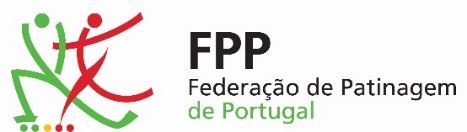 FPP
Federação de Patinagem
de Portugal